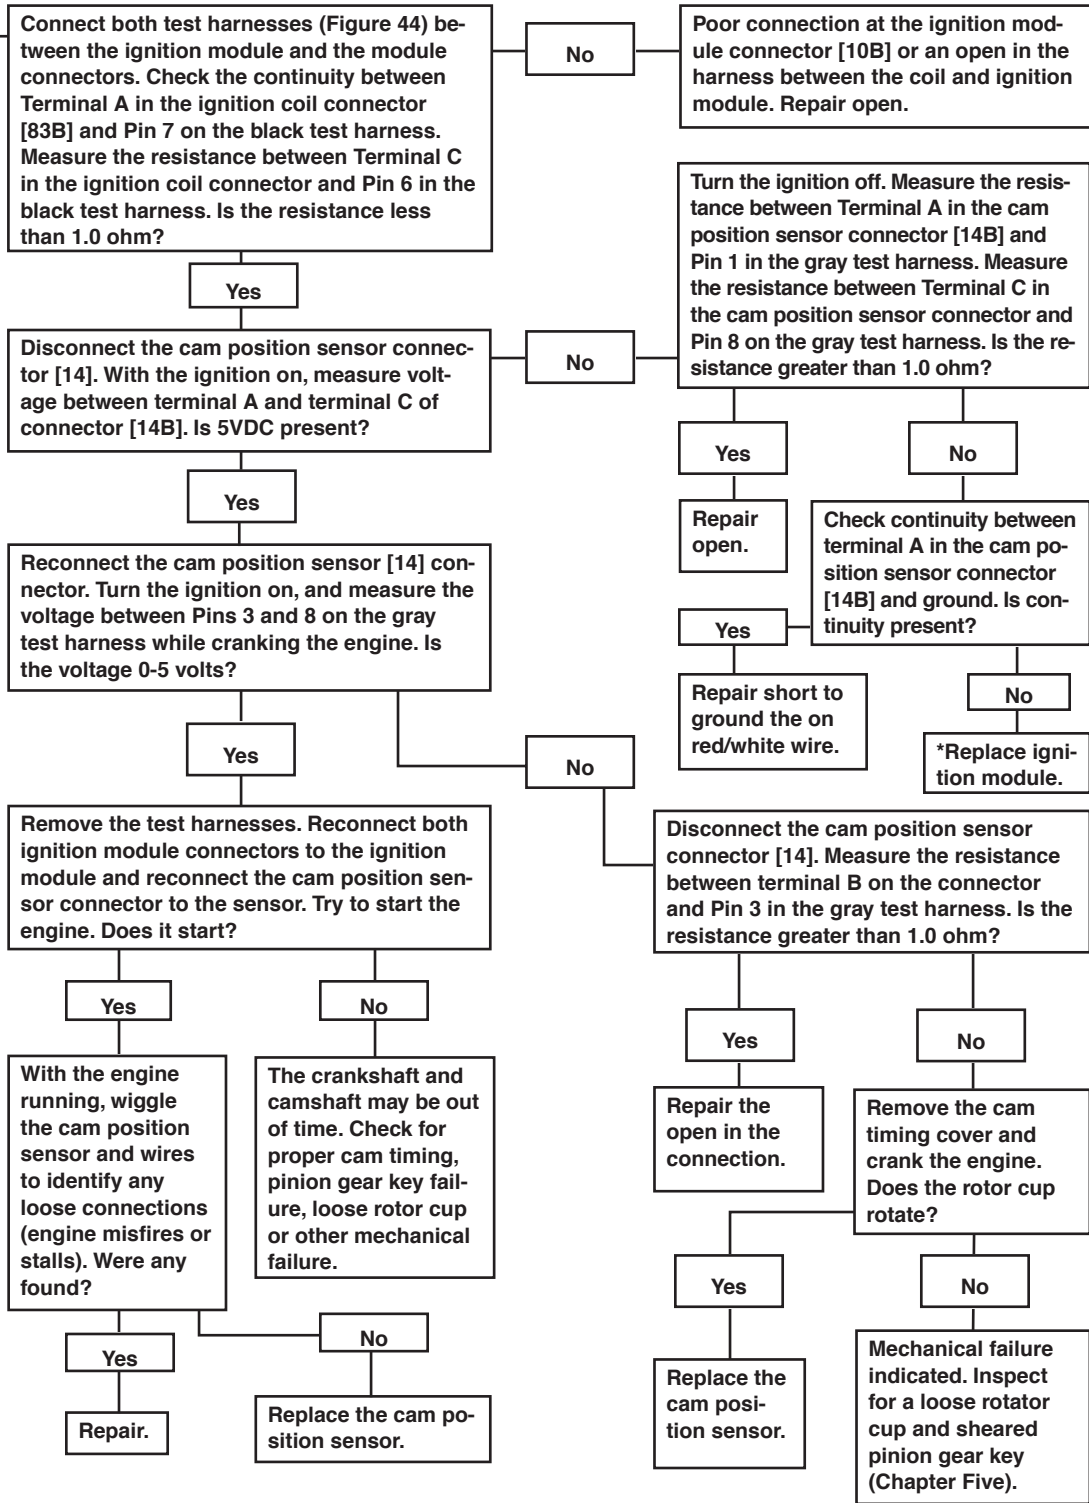 Connect both test harnesses (Figure 44) be-
tween the ignition module and the module
connectors. Check the continuity between
Terminal A in the ignition coil connector
[83B] and Pin 7 on the black test harness.
Measure the resistance between Terminal C
in the ignition coil connector and Pin 6 in the
black test harness. Is the resistance less
than 1.0 ohm?
No
Poor connection at the ignition mod-
ule connector [10B] or an open in the
harness between the coil and ignition
module. Repair open.
Yes
Disconnect the cam position sensor connec-
tor [14]. With the ignition on, measure volt-
age between terminal A and terminal C of
connector [14B]. Is 5VDC present?
No
Turn the ignition off. Measure the resis-
tance between Terminal A in the cam
position sensor connector [14B] and
Pin 1 in the gray test harness. Measure
the resistance between Terminal C in
the cam position sensor connector and
Pin 8 on the gray test harness. Is the re-
sistance greater than 1.0 ohm?
Yes
No
Repair
open.
Check continuity between
terminal A in the cam po-
sition sensor connector
[14B] and ground. Is con-
tinuity present?
Yes
No
Repair short to
ground the on
red/white wire.
*Replace igni-
tion module.
Yes
Reconnect the cam position sensor [14] con-
nector. Turn the ignition on, and measure the
voltage between Pins 3 and 8 on the gray
test harness while cranking the engine. Is
the voltage 0-5 volts?
Yes
No
Remove the test harnesses. Reconnect both
ignition module connectors to the ignition
module and reconnect the cam position sen-
sor connector to the sensor. Try to start the
engine. Does it start?
Disconnect the cam position sensor
connector [14]. Measure the resistance
between terminal B on the connector
and Pin 3 in the gray test harness. Is the
resistance greater than 1.0 ohm?
Yes
No
With the engine
running, wiggle
the cam position
sensor and wires
to identify any
loose connections
(engine misfires or
stalls). Were any
found?
The crankshaft and
camshaft may be out
of time. Check for
proper cam timing,
pinion gear key fail-
ure, loose rotor cup
or other mechanical
failure.
Yes
No
Repair.
Replace the cam po-
sition sensor.
Yes
No
Repair the
open in the
connection.
Remove the cam
timing cover and
crank the engine.
Does the rotor cup
rotate?
Yes
No
Replace the
cam posi-
tion sensor.
Mechanical failure
indicated. Inspect
for a loose rotator
cup and sheared
pinion gear key
(Chapter Five).